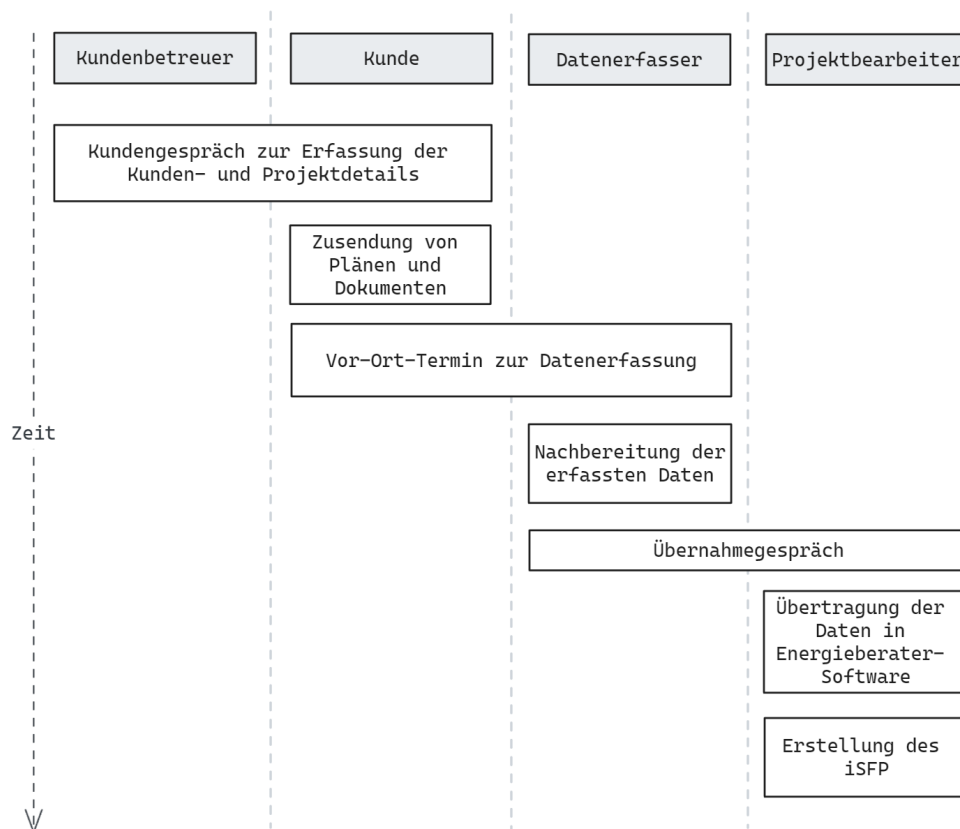 Kundenbetreuer
Kunde
Datenerfasser
Projektbearbeiter
Kundengespräch zur Erfassung der
Kunden- und Projektdetails
Zusendung von
Plänen und
Dokumenten
Vor-Ort-Termin zur Datenerfassung
Zeit
Nachbereitung der
erfassten Daten
Übernahmegespräch
Übertragung der
Daten in
Energieberater-
Software
Erstellung des
iSFP